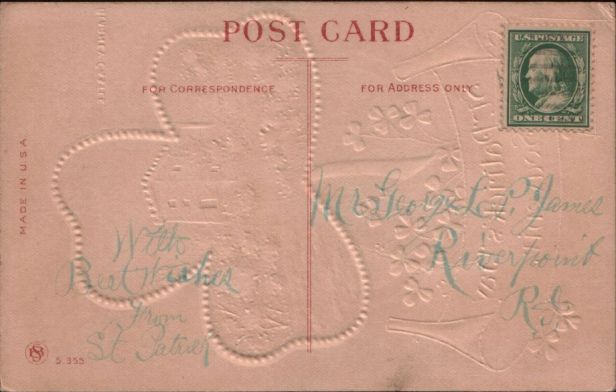 POST CARD
FOR CORRESPONDENCE
FOR ADDRESS ONLY
U.S. POSTAGE
ONE CENT
MADE IN U.S.A
With
Best Wishes
From
St Patrick
Mr George L. P. James
Riverpoint
R.I.
S. 355